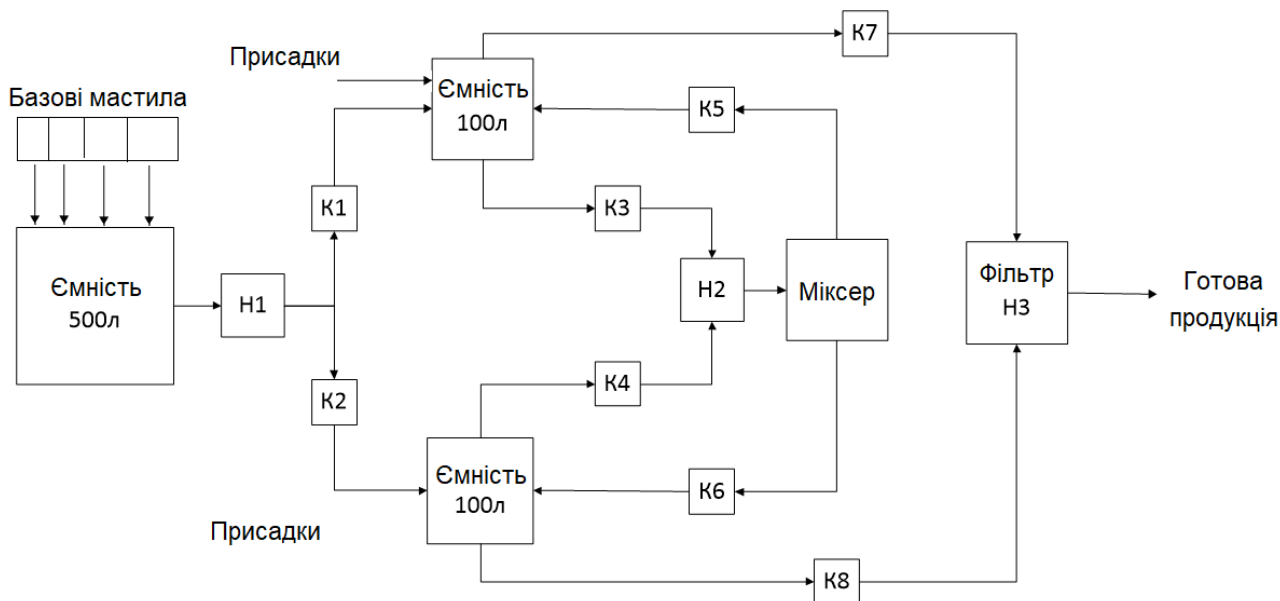 Присадки
К7
Базові мастила
Ємність
100л
К5
К1
К3
Ємність
500л
Н1
Н2
Міксер
Фільтр
Н3
Готова
продукція
К2
К4
Ємність
100л
К6
Присадки
К8